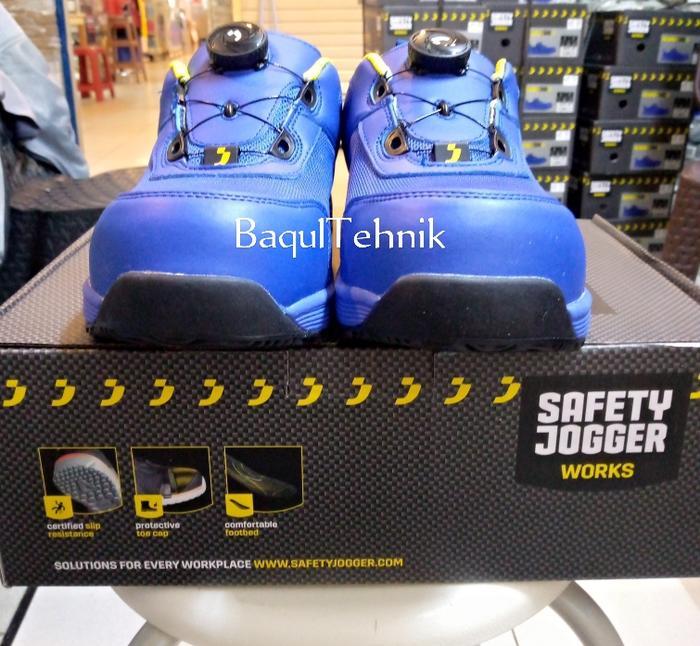 BaqulTehnik
SAFETY
JOGGER
WORKS
certified slip
resistance
protective
toe cap
comfortable
footbed
SOLUTIONS FOR EVERY WORKPLACE WWW.SAFETYJOGGER.COM